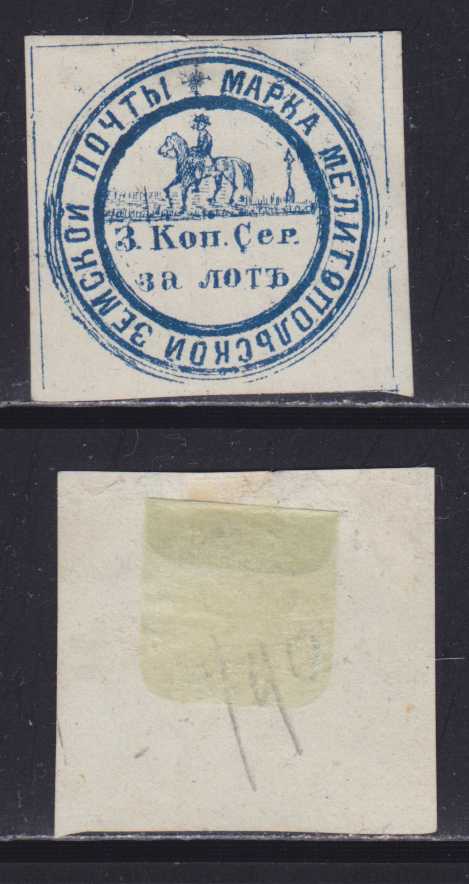 МАРКА МЕЛИТОПОЛЬСКОЙ ЗЕМСКОЙ ПОЧТЫ
3. Коп. Сер.
за лотъ